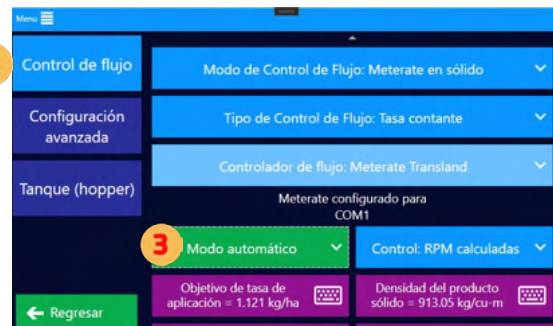 Menu
Control de flujo
Modo de Control de Flujo: Meterate en sólido
Configuración
avanzada
Tipo de Control de Flujo: Tasa contante
Controlador de flujo: Meterate Transland
Tanque (hopper)
Meterate configurado para
COM1
3
Modo automático
Control: RPM calculadas
Objetivo de tasa de
aplicación = 1.121 kg/ha
Densidad del producto
sólido = 913.05 kg/cu-m
Regresar